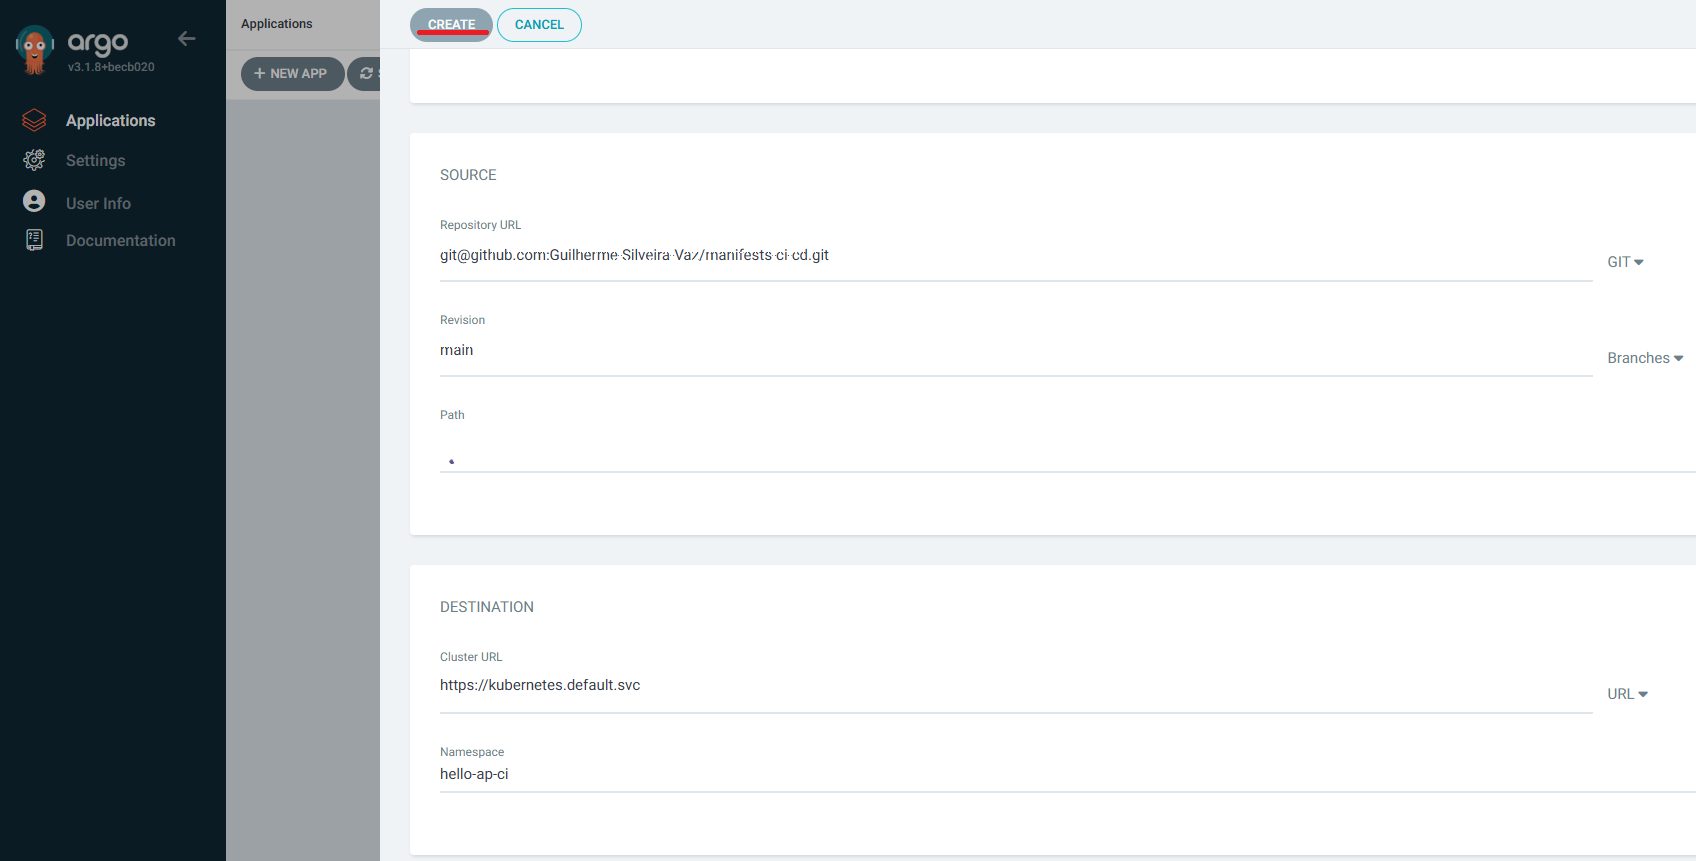 argo
v3.1.8+becb020
Applications
Settings
User Info
Documentation
Applications
+ NEW APP
CREATE
CANCEL
SOURCE
Repository URL
git@github.com:Guilherme-Silveira-Vaz/manifests-ci-cd.git
GIT
Revision
main
Branches
Path
.
DESTINATION
Cluster URL
https://kubernetes.default.svc
URL
Namespace
hello-ap-ci